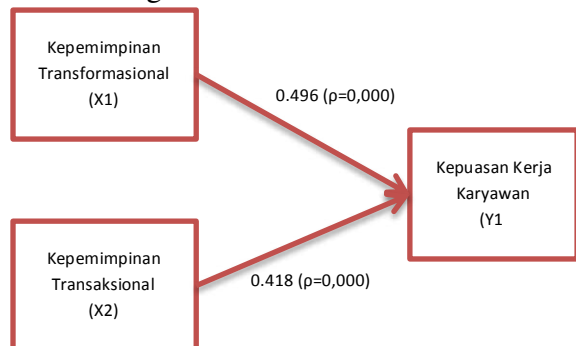 Kepemimpinan
Transformasional
(X1)
0.496 (ρ=0,000)
Kepuasan Kerja
Karyawan
(Y1
Kepemimpinan
Transaksional
(X2)
0.418 (ρ=0,000)